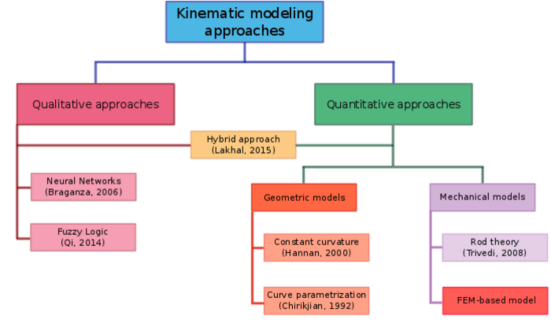 Kinematic modeling
approaches
Qualitative approaches
Quantitative approaches
Hybrid approach
(Lakhal, 2015)
Neural Networks
(Braganza, 2006)
Fuzzy Logic
(Qi, 2014)
Geometric models
Mechanical models
Constant curvature
(Hannan, 2000)
Rod theory
(Trivedi, 2008)
Curve parametrization
(Chirikjian, 1992)
FEM-based model